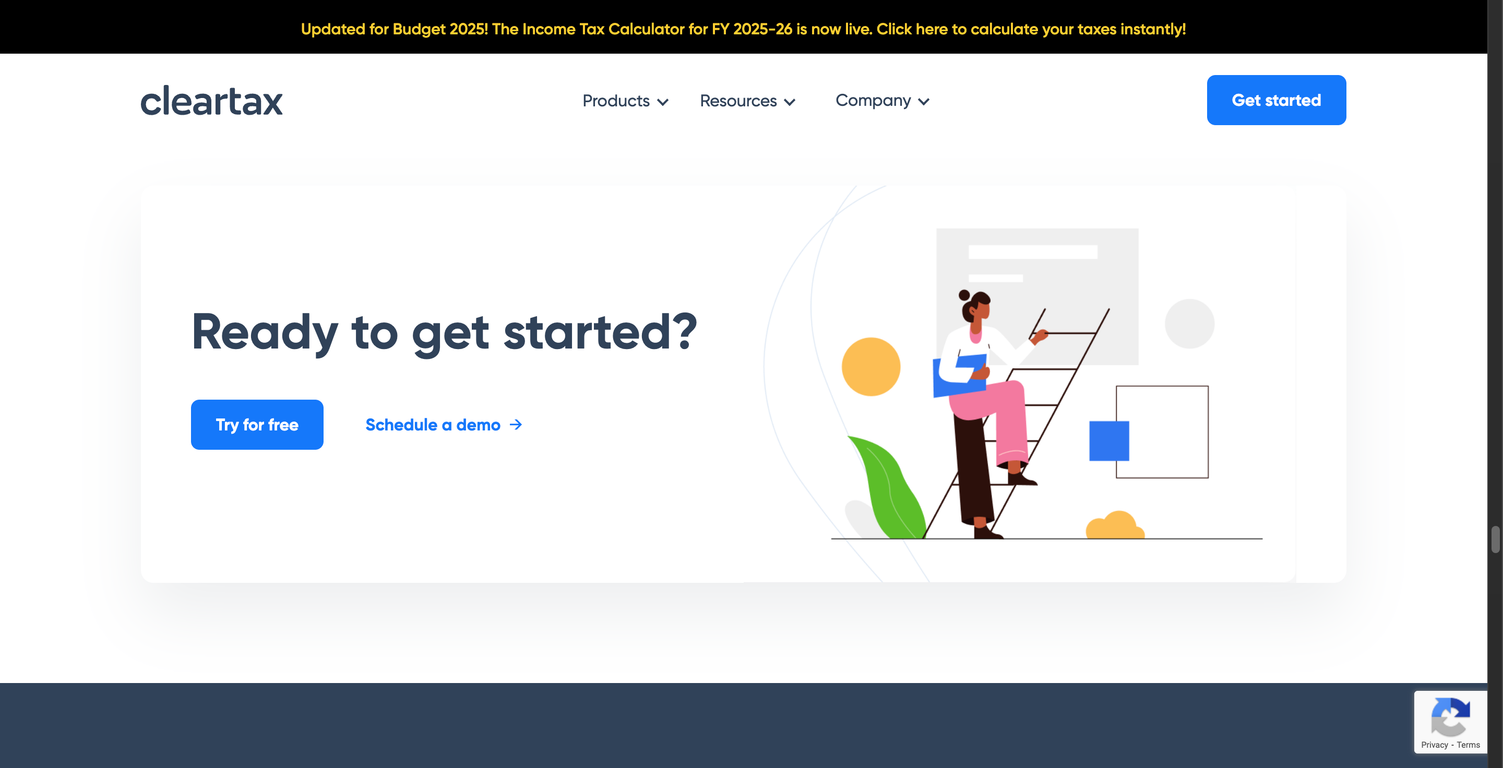 Updated for Budget 2025! The Income Tax Calculator for FY 2025-26 is now live. Click here to calculate your taxes instantly!
cleartax
Products
Resources
Company
Get started
Ready to get started?
Try for free
Schedule a demo →
Privacy - Terms